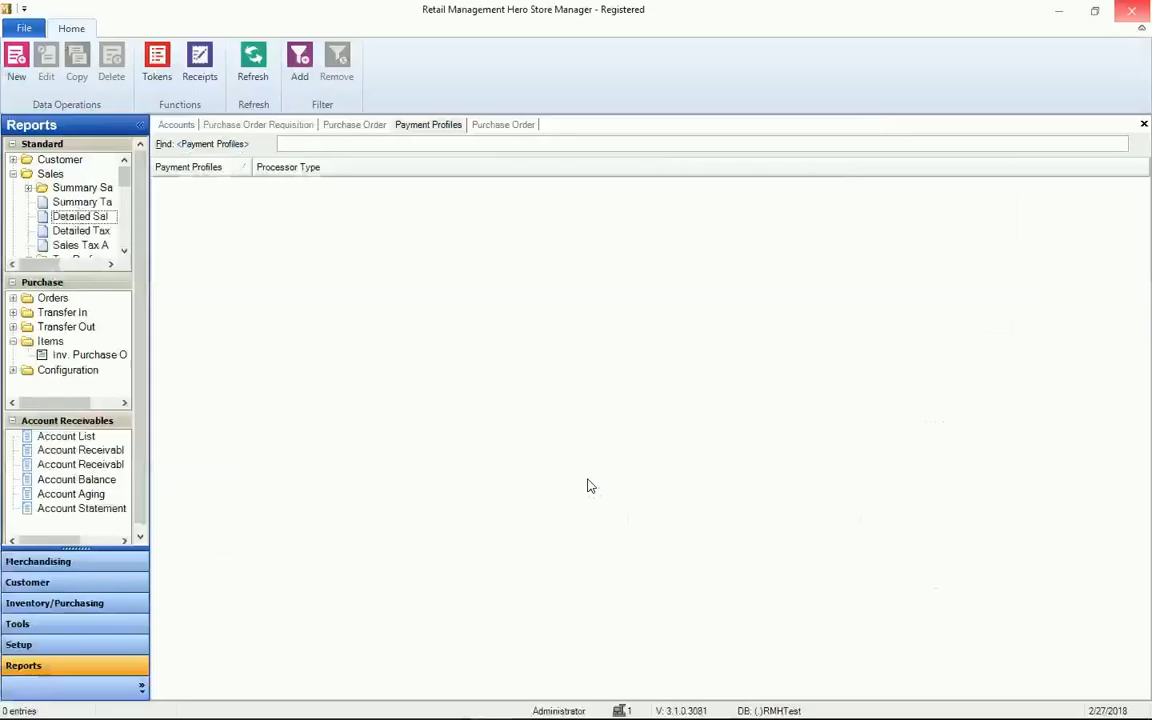 Retail Management Hero Store Manager - Registered
File Home
New Edit Copy Delete Tokens Receipts Refresh Add Remove
Data Operations Functions Refresh Filter
Reports
Accounts Purchase Order Requisition Purchase Order Payment Profiles Purchase Order
Find: <Payment Profiles>
Payment Profiles Processor Type
Standard
Customer
Sales
Summary Sa
Summary Ta
Detailed Sal
Detailed Tax
Sales Tax A
Purchase
Orders
Transfer In
Transfer Out
Items
Inv. Purchase O
Configuration
Account Receivables
Account List
Account Receivabl
Account Receivabl
Account Balance
Account Aging
Account Statement
Merchandising
Customer
Inventory/Purchasing
Tools
Setup
Reports
0 entries Administrator 1 V: 3.1.0.3081 DB: (.)RMHTest 2/27/2018